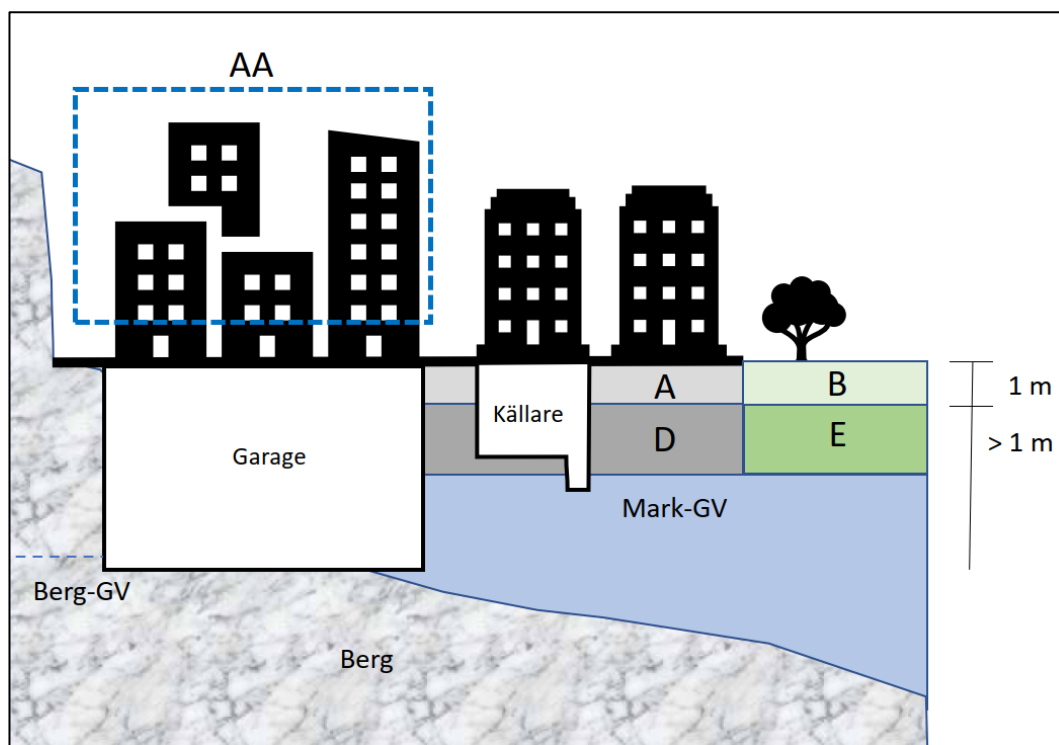 AA
A
B
1 m
Källare
D
E
> 1 m
Garage
Mark-GV
Berg-GV
Berg